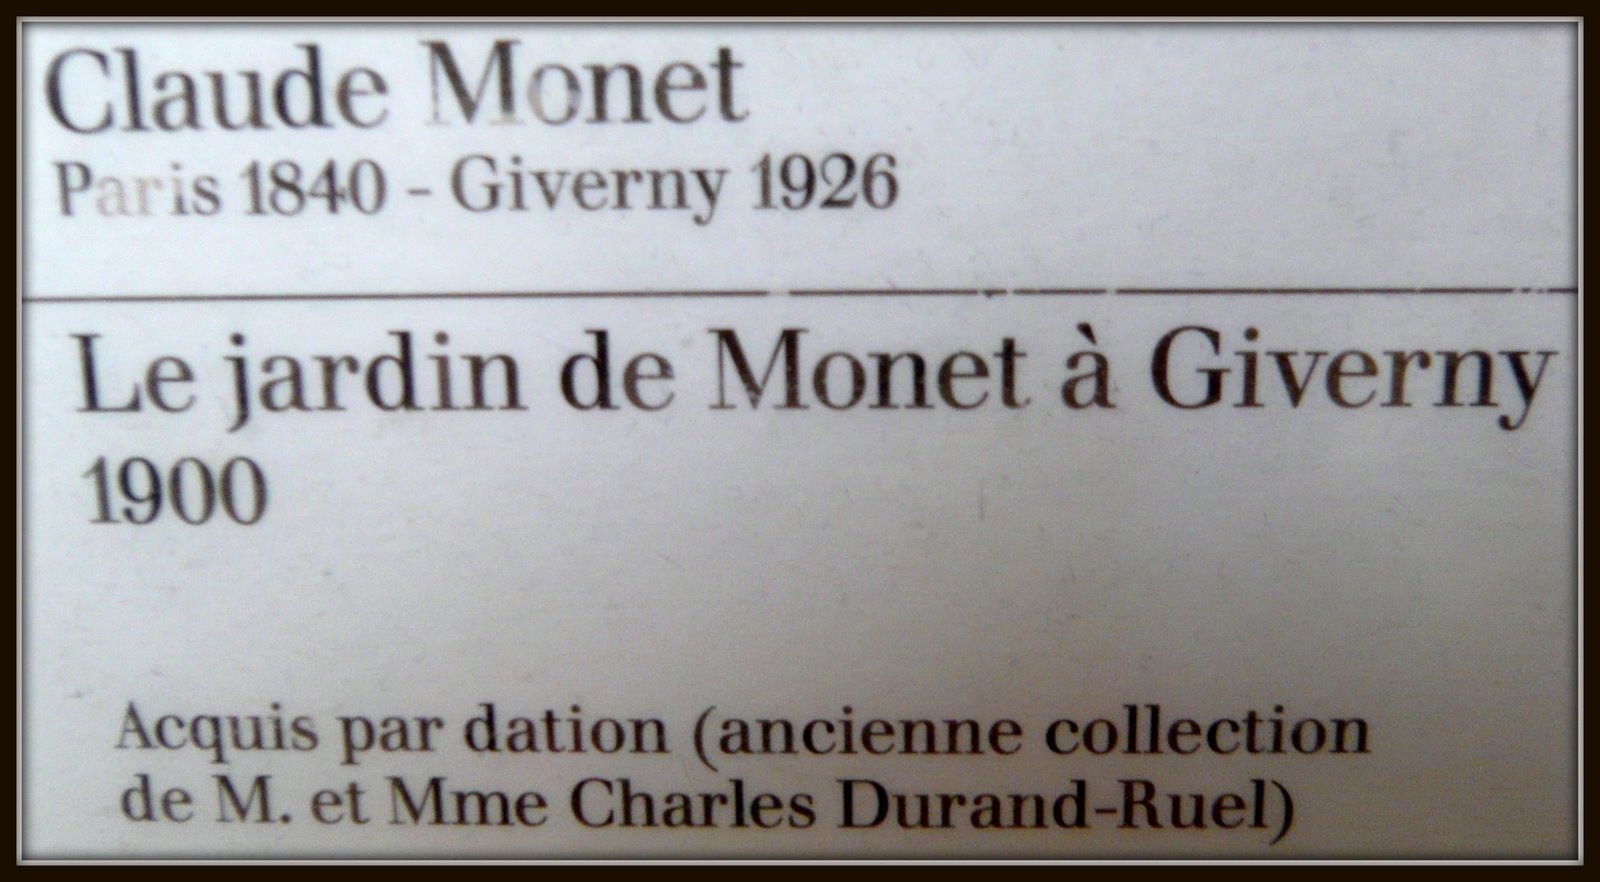 Claude Monet
Paris 1840 - Giverny 1926
Le jardin de Monet à Giverny
1900
Acquis par dation (ancienne collection
de M. et Mme Charles Durand-Ruel)